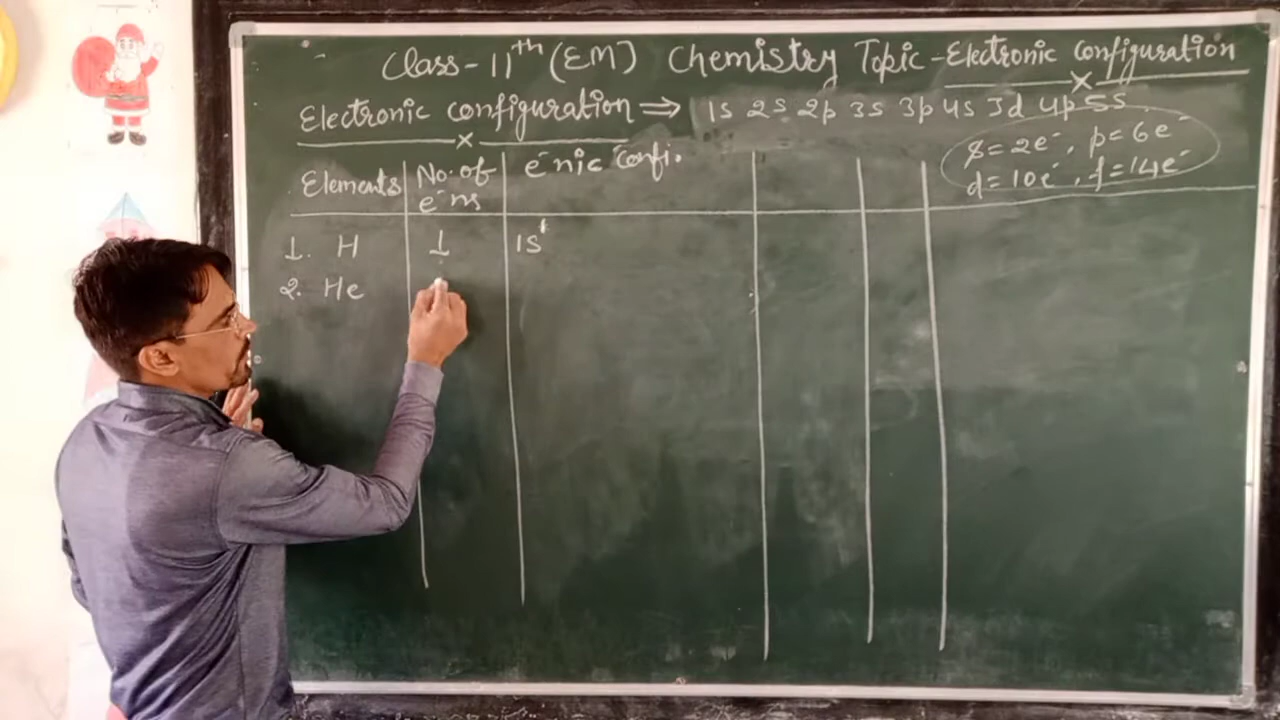 Class-11th (EM) Chemistry Topic - Electronic Configuration
Electronic configuration ⇒ 1s 2s 2p 3s 3p 4s 3d 4p 5s
s=2e⁻, p=6e⁻
d=10e⁻, f=14e⁻
Elements No. of e⁻ns e⁻nic Confi.
1. H 1 1s¹
2. He